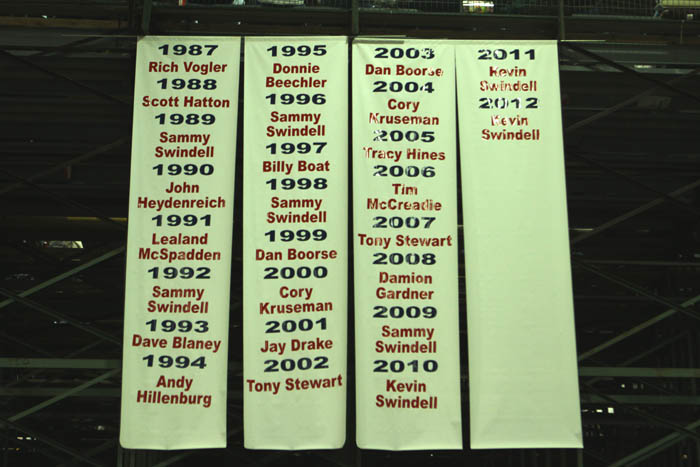 1987
Rich Vogler
1988
Scott Hatton
1989
Sammy
Swindell
1990
John
Heydenreich
1991
Lealand
McSpadden
1992
Sammy
Swindell
1993
Dave Blaney
1994
Andy
Hillenburg
1995
Donnie
Beechler
1996
Sammy
Swindell
1997
Billy Boat
1998
Sammy
Swindell
1999
Dan Boorse
2000
Cory
Kruseman
2001
Jay Drake
2002
Tony Stewart
2003
Dan Boorse
2004
Cory
Kruseman
2005
Tracy Hines
2006
Tim
McCreadie
2007
Tony Stewart
2008
Damion
Gardner
2009
Sammy
Swindell
2010
Kevin
Swindell
2011
Kevin
Swindell
2012
Kevin
Swindell